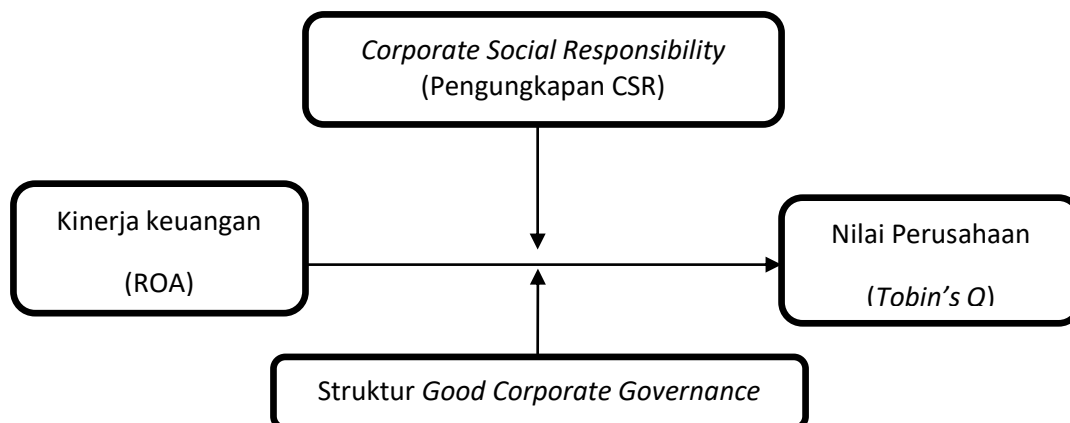 Corporate Social Responsibility
(Pengungkapan CSR)
Kinerja keuangan
(ROA)
Nilai Perusahaan
(Tobin's Q)
Struktur Good Corporate Governance